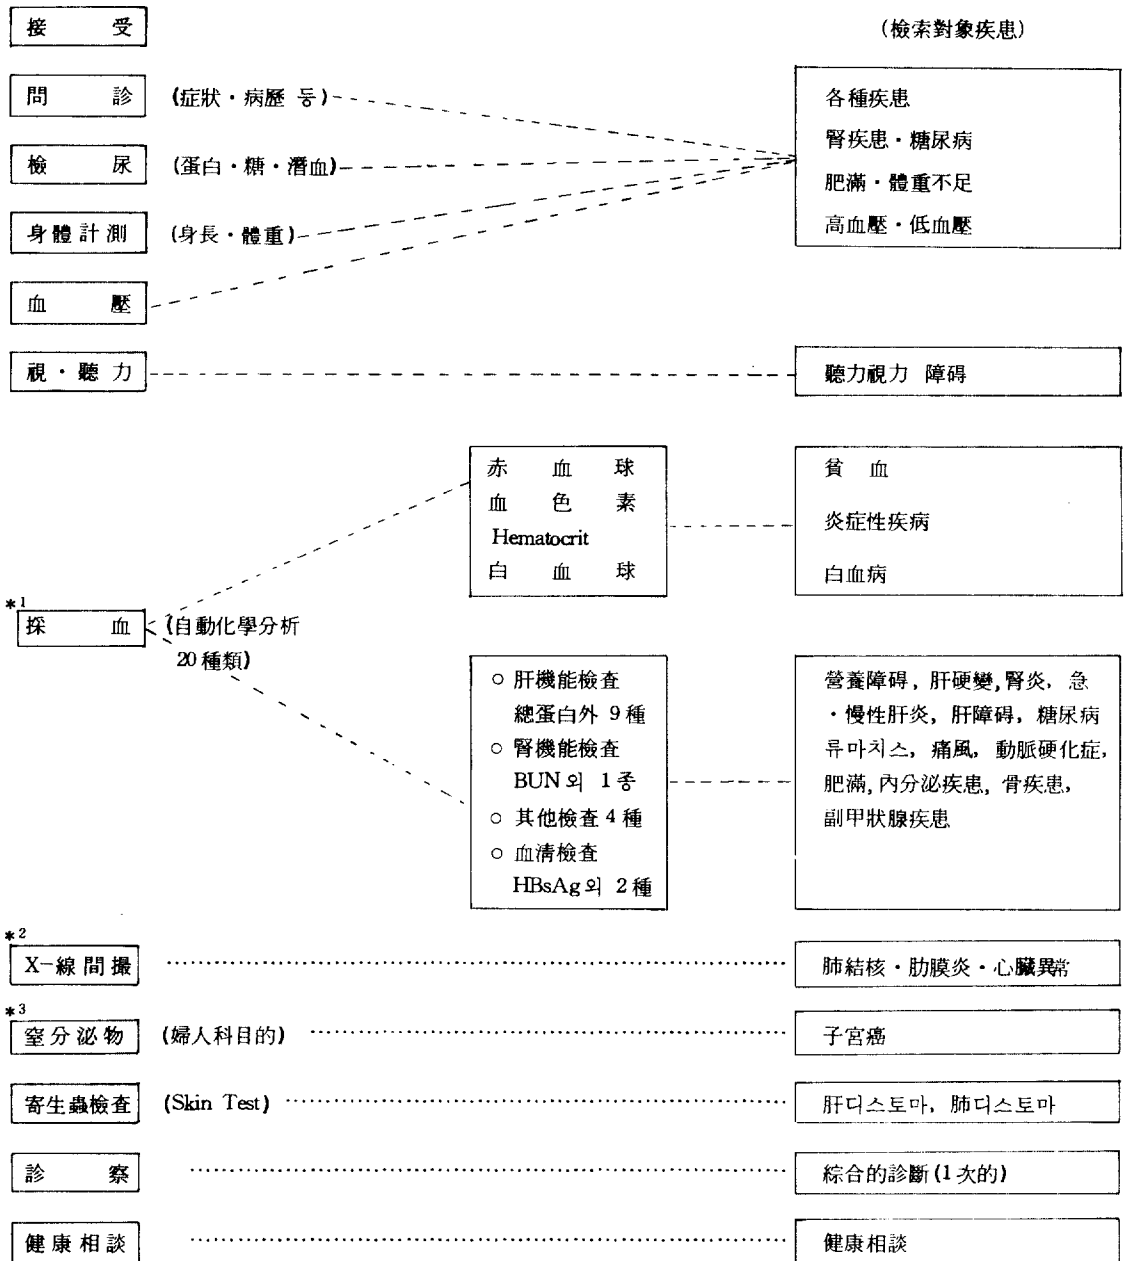 接 受
(檢索對象疾患)
問 診 (症狀・病歷 등)
各種疾患
腎疾患・糖尿病
肥滿・體重不足
高血壓・低血壓
檢 尿 (蛋白・糖・潛血)
身體計測 (身長・體重)
血 壓
視・聽力
聽力視力 障碍
赤 血 球
血 色 素
Hematocrit
白 血 球
貧 血
炎症性疾病
白血病
*1
採 血 (自動化學分析
20種類)
○ 肝機能檢査
總蛋白外 9種
○ 腎機能檢査
BUN외 1종
○ 其他檢査 4種
○ 血淸檢査
HBsAg외 2種
營養障碍, 肝硬變, 腎炎, 急
・慢性肝炎, 肝障碍, 糖尿病
류마치스, 痛風, 動脈硬化症,
肥滿, 內分泌疾患, 骨疾患,
副甲狀腺疾患
*2
X-線間撮
肺結核・肋膜炎・心臟異常
*3
窒分泌物 (婦人科目的)
子宮癌
寄生蟲檢査 (Skin Test)
肝디스토마, 肺디스토마
診 察
綜合的診斷(1次的)
健康相談
健康相談